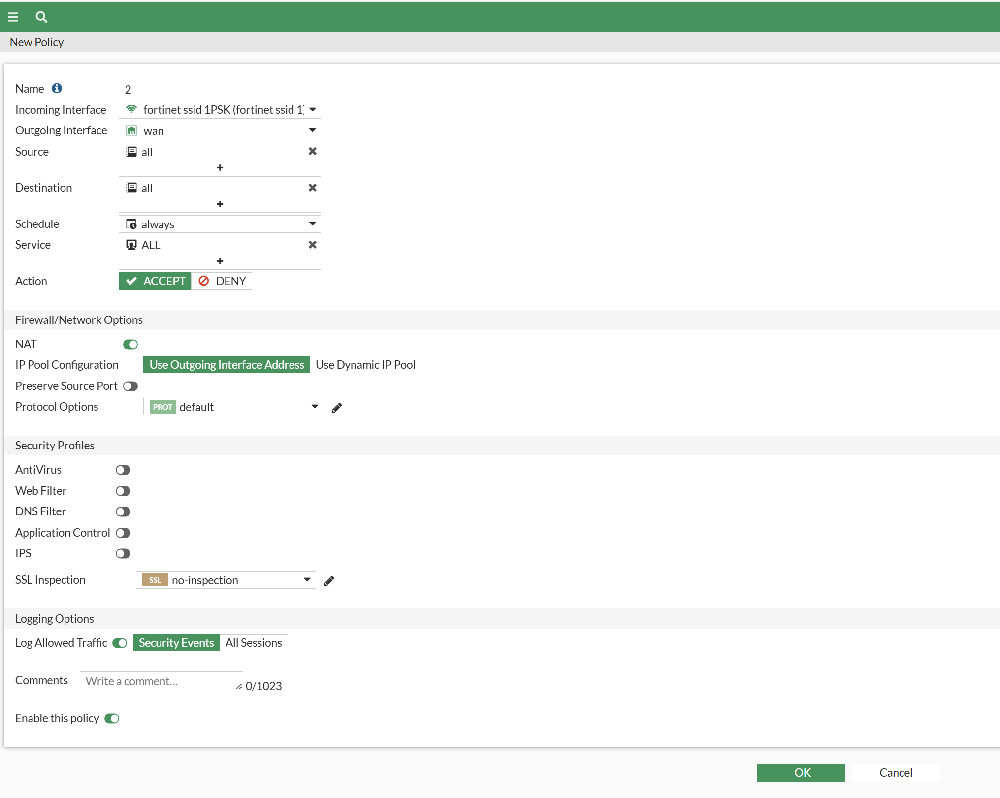 New Policy
Name 2
Incoming Interface fortinet ssid 1PSK (fortinet ssid 1)
Outgoing Interface wan
Source all
+
Destination all
+
Schedule always
Service ALL
+
Action ACCEPT DENY
Firewall/Network Options
NAT
IP Pool Configuration Use Outgoing Interface Address Use Dynamic IP Pool
Preserve Source Port
Protocol Options PROT default
Security Profiles
AntiVirus
Web Filter
DNS Filter
Application Control
IPS
SSL Inspection SSL no-inspection
Logging Options
Log Allowed Traffic Security Events All Sessions
Comments Write a comment... 0/1023
Enable this policy
OK Cancel